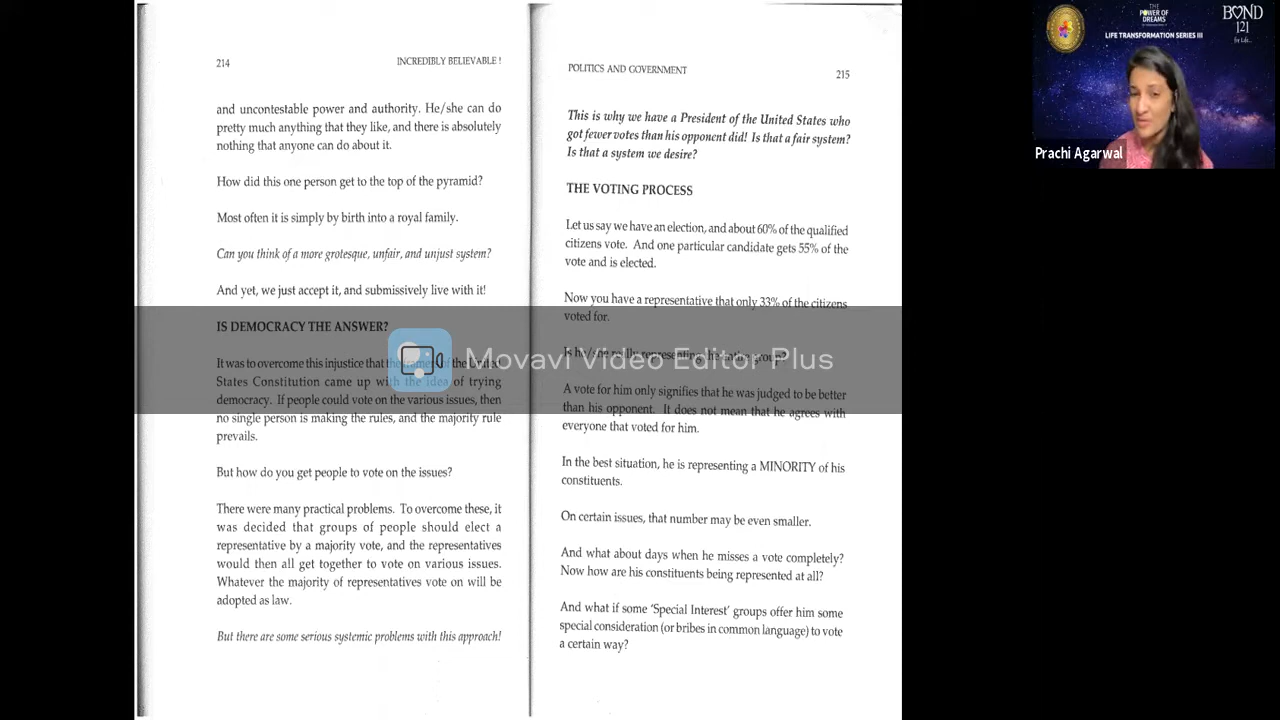 214
INCREDIBLY BELIEVABLE !
and uncontestable power and authority. He/she can do
pretty much anything that they like, and there is absolutely
nothing that anyone can do about it.
How did this one person get to the top of the pyramid?
Most often it is simply by birth into a royal family.
Can you think of a more grotesque, unfair, and unjust system?
And yet, we just accept it, and submissively live with it!
IS DEMOCRACY THE ANSWER?
It was to overcome this injustice that the framers of the United
States Constitution came up with the idea of trying
democracy. If people could vote on the various issues, then
no single person is making the rules, and the majority rule
prevails.
But how do you get people to vote on the issues?
There were many practical problems. To overcome these, it
was decided that groups of people should elect a
representative by a majority vote, and the representatives
would then all get together to vote on various issues.
Whatever the majority of representatives vote on will be
adopted as law.
But there are some serious systemic problems with this approach!
POLITICS AND GOVERNMENT
215
This is why we have a President of the United States who
got fewer votes than his opponent did! Is that a fair system?
Is that a system we desire?
THE VOTING PROCESS
Let us say we have an election, and about 60% of the qualified
citizens vote. And one particular candidate gets 55% of the
vote and is elected.
Now you have a representative that only 33% of the citizens
voted for.
Is he/she really representing the entire group?
A vote for him only signifies that he was judged to be better
than his opponent. It does not mean that he agrees with
everyone that voted for him.
In the best situation, he is representing a MINORITY of his
constituents.
On certain issues, that number may be even smaller.
And what about days when he misses a vote completely?
Now how are his constituents being represented at all?
And what if some 'Special Interest' groups offer him some
special consideration (or bribes in common language) to vote
a certain way?
Movavi Video Editor Plus
THE
POWER OF
DREAMS
LIFE TRANSFORMATION SERIES III
BOND
121
for Life...
Prachi Agarwal